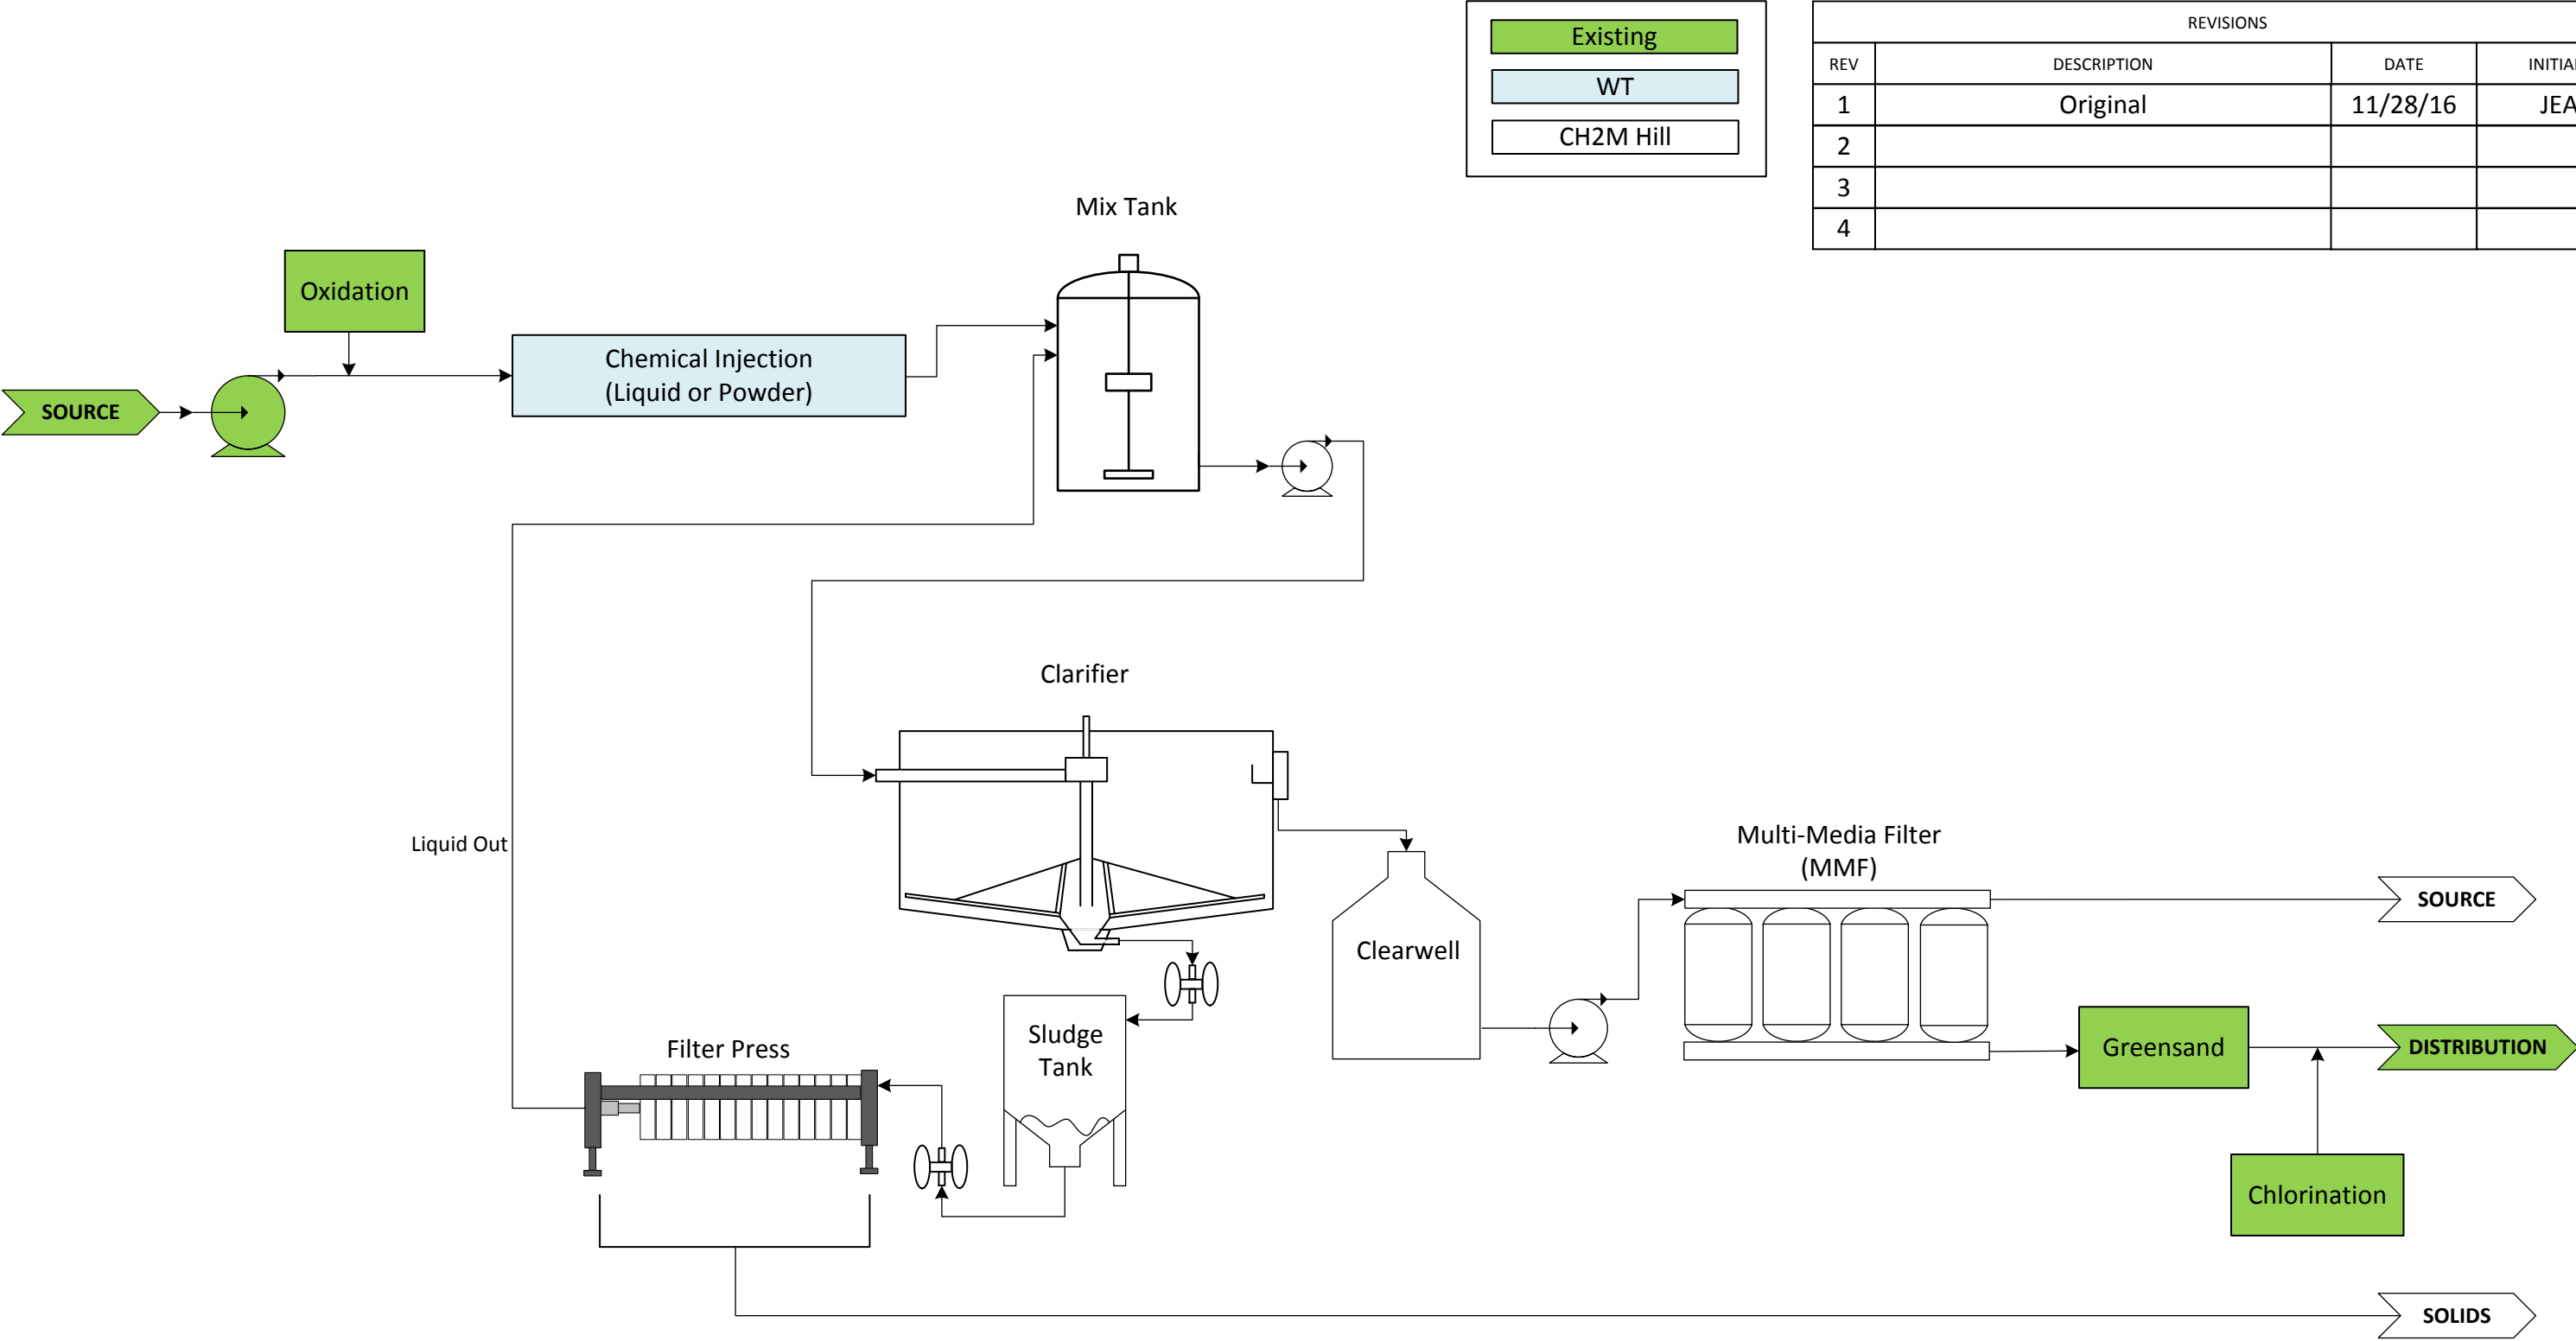 Existing
WT
CH2M Hill
REVISIONS
REV DESCRIPTION DATE
1 Original 11/28/16 JEA
2
3
4
Mix Tank
Oxidation
Chemical Injection
(Liquid or Powder)
SOURCE
Clarifier
Liquid Out
Multi-Media Filter
(MMF)
SOURCE
Clearwell
Sludge
Tank
Filter Press
Greensand
DISTRIBUTION
Chlorination
SOLIDS